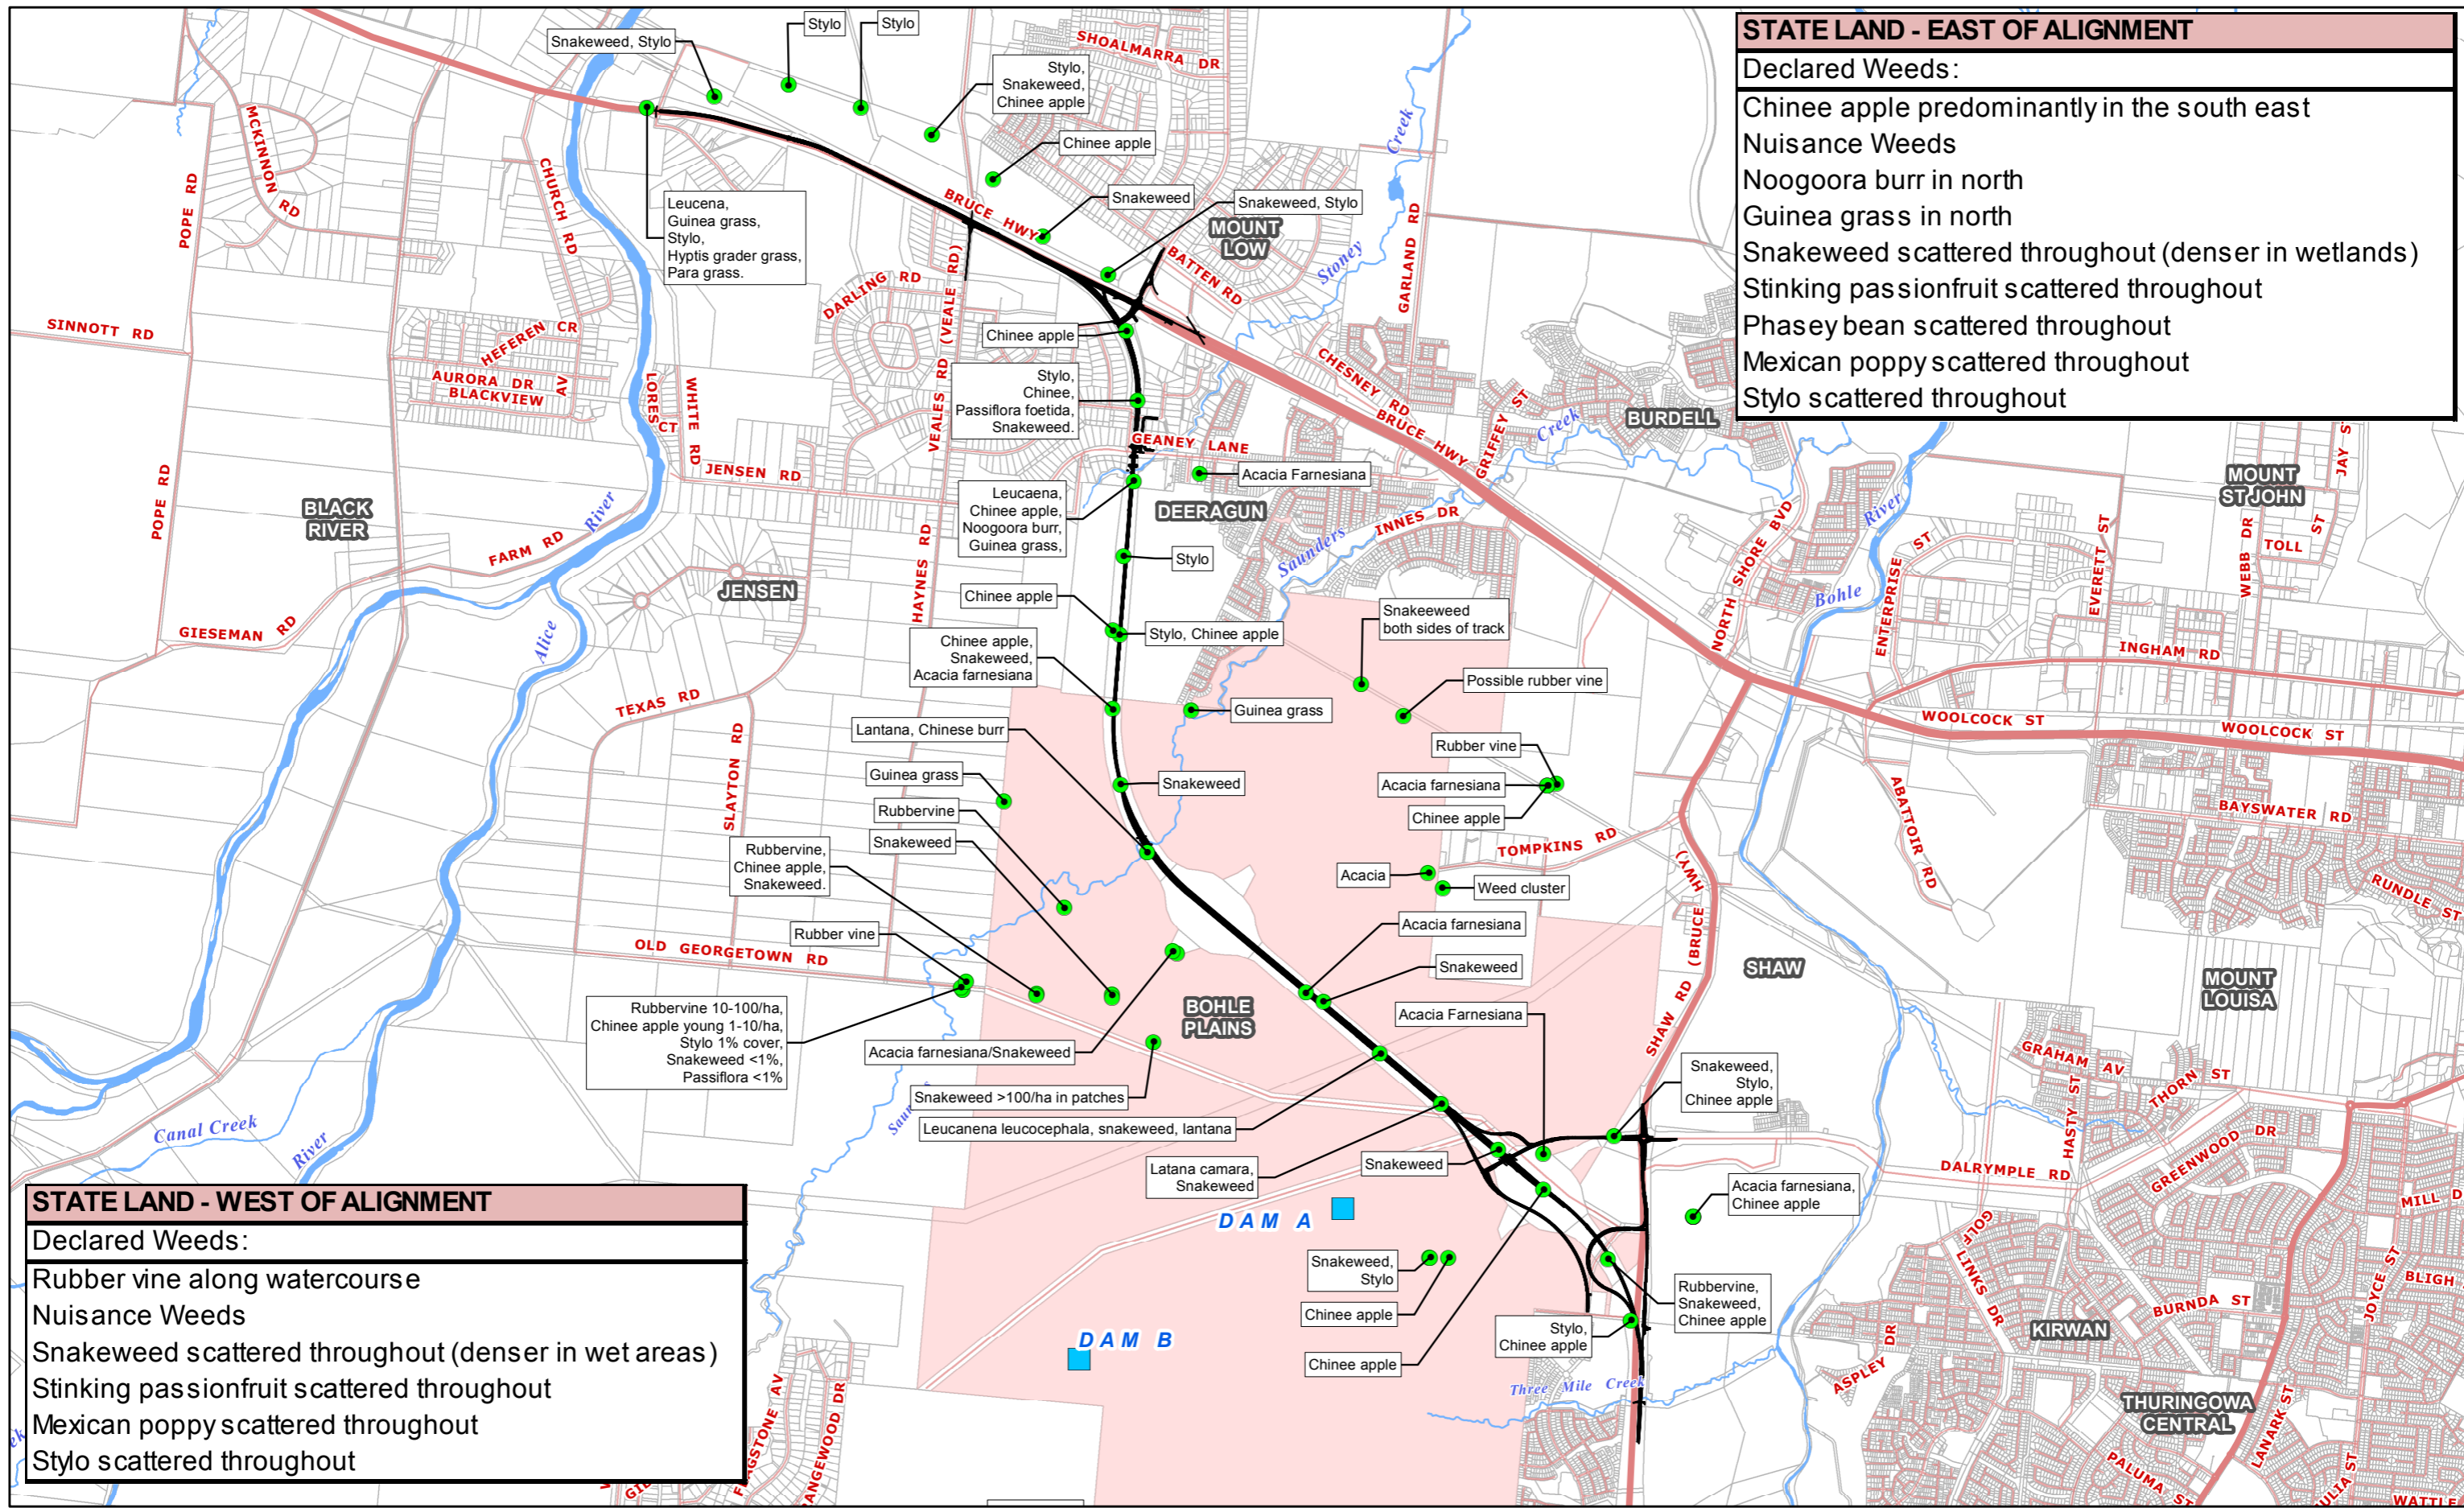 STATE LAND - EAST OF ALIGNMENT
Declared Weeds:
Chinee apple predominantly in the south east
Nuisance Weeds
Noogoora burr in north
Guinea grass in north
Snakeweed scattered throughout (denser in wetlands)
Stinking passionfruit scattered throughout
Phasey bean scattered throughout
Mexican poppy scattered throughout
Stylo scattered throughout
Snakeweed, Stylo
Stylo
Stylo
Stylo,
Snakeweed,
Chinee apple
Chinee apple
Snakeweed
Snakeweed, Stylo
Leucena,
Guinea grass,
Stylo,
Hyptis grader grass,
Para grass.
Chinee apple
Stylo,
Chinee,
Passiflora foetida,
Snakeweed.
Acacia Farnesiana
Leucaena,
Chinee apple,
Noogoora burr,
Guinea grass,
Stylo
Chinee apple
Stylo, Chinee apple
Snakeeweed
both sides of track
Chinee apple,
Snakeweed,
Acacia farnesiana
Possible rubber vine
Guinea grass
Lantana, Chinese burr
Rubber vine
Guinea grass
Snakeweed
Acacia farnesiana
Rubbervine
Chinee apple
Snakeweed
Rubbervine,
Chinee apple,
Snakeweed.
Acacia
Weed cluster
Acacia farnesiana
Rubber vine
Snakeweed
Rubbervine 10-100/ha,
Chinee apple young 1-10/ha,
Stylo 1% cover,
Snakeweed <1%,
Passiflora <1%
Acacia Farnesiana
Acacia farnesiana/Snakeweed
Snakeweed,
Stylo,
Chinee apple
Snakeweed >100/ha in patches
Leucanena leucocephala, snakeweed, lantana
Latana camara,
Snakeweed
Snakeweed
Acacia farnesiana,
Chinee apple
Snakeweed,
Stylo
Chinee apple
Rubbervine,
Snakeweed,
Chinee apple
Stylo,
Chinee apple
Chinee apple
DAM A
DAM B
SHOALMARRA DR
MCKINNON RD
POPE RD
CHURCH RD
BRUCE HWY
MOUNT
LOW
BATTEN RD
Stoney
Creek
GARLAND RD
DARLING RD
VEALES RD (VEALE RD)
SINNOTT RD
HEFEREN CR
AURORA DR
BLACKVIEW AV
LORES CT
WHITE RD
JENSEN RD
CHESNEY RD
BRUCE HWY
GRIFFEY ST
Creek
BURDELL
GEANEY LANE
DEERAGUN
Saunders
INNES DR
POPE RD
BLACK
RIVER
River
FARM RD
JENSEN
HAYNES RD
GIESEMAN RD
Alice
TEXAS RD
SLAYTON RD
NORTH SHORE BVD
River
Bohle
ENTERPRISE ST
EVERETT ST
MOUNT
ST JOHN
JAY S
WEBB DR
TOLL ST
INGHAM RD
WOOLCOCK ST
WOOLCOCK ST
BAYSWATER RD
ABATTOIR RD
RUNDLE ST
TOMPKINS RD
SHAW RD (BRUCE HWY)
SHAW
MOUNT
LOUISA
OLD GEORGETOWN RD
BOHLE
PLAINS
Saun
s
GRAHAM AV
THORN ST
HASTY ST
GREENWOOD DR
DALRYMPLE RD
MILL D
GOLF LINKS DR
JOYCE ST
BLIGH
BURNDA ST
KIRWAN
ASPLEY DR
THURINGOWA
CENTRAL
LANARK ST
PALUMA ST
ULIA ST
WATTLE
Three Mile Creek
Canal Creek
River
ek
GI
AGSTONE AV
ANGEWOOD DR
STATE LAND - WEST OF ALIGNMENT
Declared Weeds:
Rubber vine along watercourse
Nuisance Weeds
Snakeweed scattered throughout (denser in wet areas)
Stinking passionfruit scattered throughout
Mexican poppy scattered throughout
Stylo scattered throughout